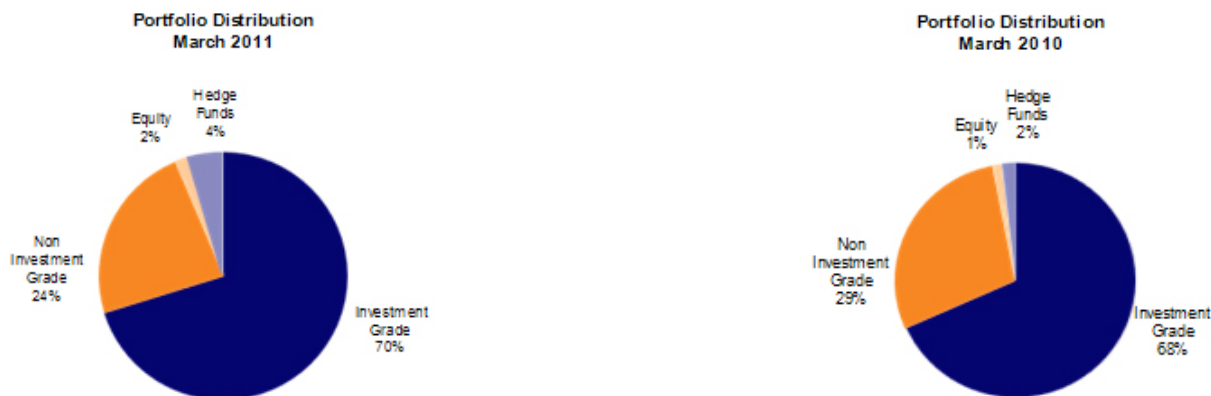 Portfolio Distribution
March 2011
Hedge
Funds
4%
Equity
2%
Non
Investment
Grade
24%
Investment
Grade
70%
Portfolio Distribution
March 2010
Hedge
Funds
2%
Equity
1%
Non
Investment
Grade
29%
Investment
Grade
68%